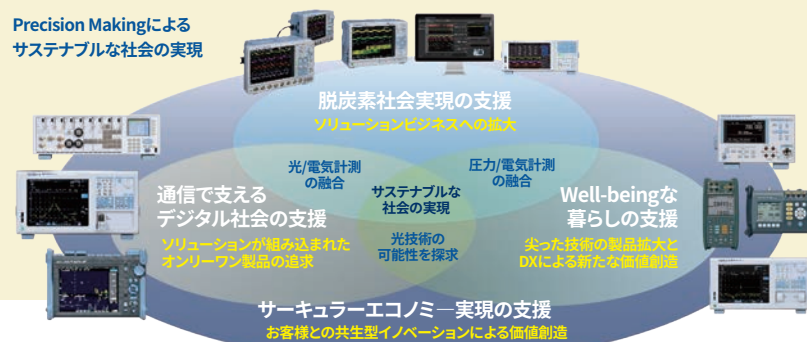 Precision Makingによる
サステナブルな社会の実現
脱炭素社会実現の支援
ソリューションビジネスへの拡大
光/電気計測
の融合
圧力/電気計測
の融合
サステナブルな
社会の実現
通信で支える
デジタル社会の支援
ソリューションが組み込まれた
オンリーワン製品の追求
Well-beingな
暮らしの支援
尖った技術の製品拡大と
DXによる新たな価値創造
光技術の
可能性を探求
サーキュラーエコノミ―実現の支援
お客様との共生型イノベーションによる価値創造